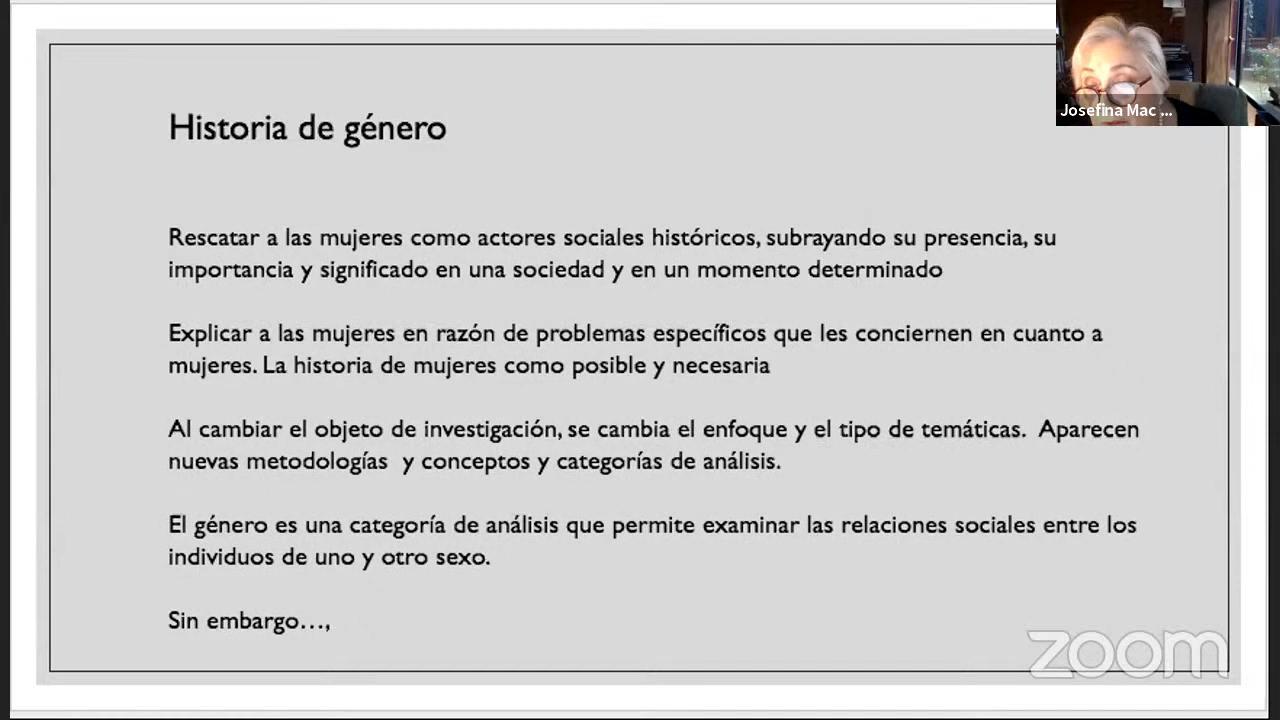 Historia de género
Josefina Mac ...
Rescatar a las mujeres como actores sociales históricos, subrayando su presencia, su
importancia y significado en una sociedad y en un momento determinado
Explicar a las mujeres en razón de problemas específicos que les conciernen en cuanto a
mujeres. La historia de mujeres como posible y necesaria
Al cambiar el objeto de investigación, se cambia el enfoque y el tipo de temáticas.  Aparecen
nuevas metodologías  y conceptos y categorías de análisis.
El género es una categoría de análisis que permite examinar las relaciones sociales entre los
individuos de uno y otro sexo.
Sin embargo…,
zoom